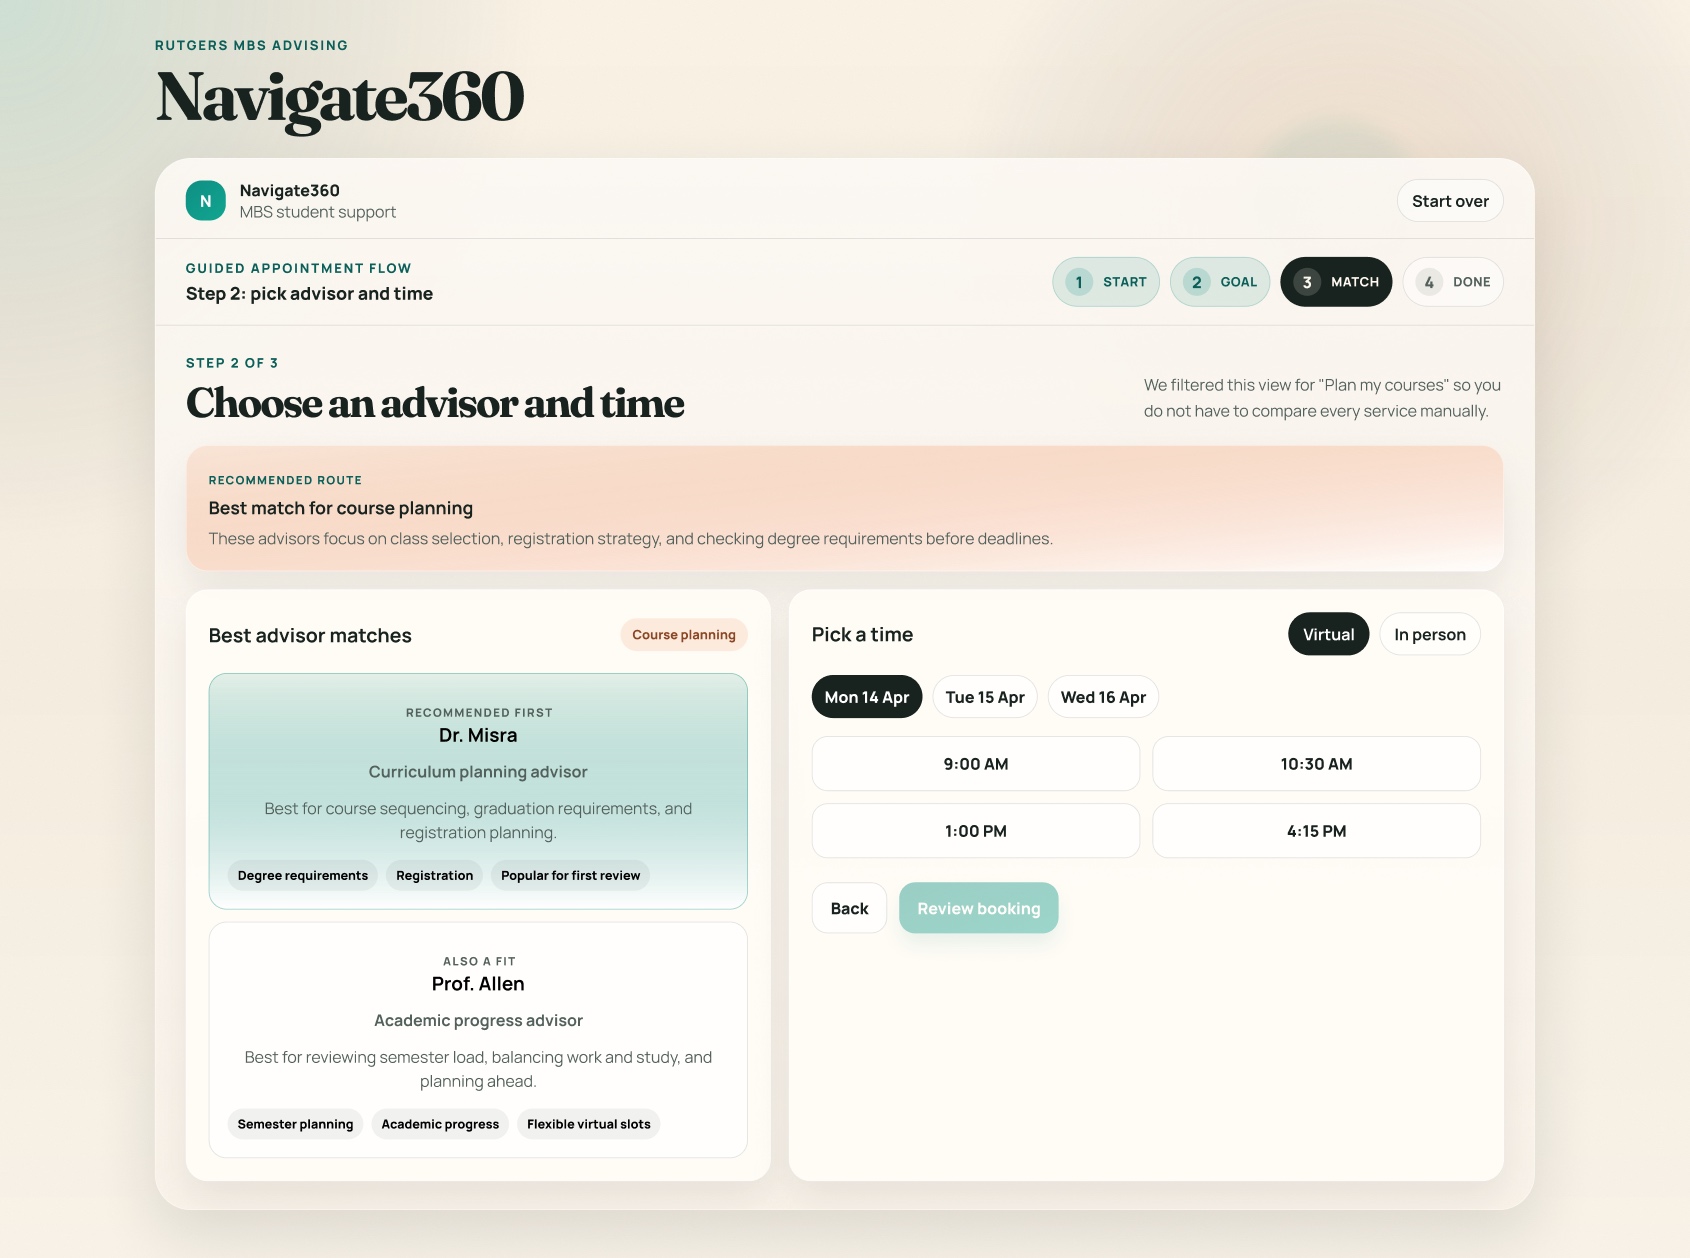 RUTGERS MBS ADVISING
Navigate360
N
Navigate360
MBS student support
Start over
GUIDED APPOINTMENT FLOW
Step 2: pick advisor and time
1 START
2 GOAL
3 MATCH
4 DONE
STEP 2 OF 3
Choose an advisor and time
We filtered this view for "Plan my courses" so you
do not have to compare every service manually.
RECOMMENDED ROUTE
Best match for course planning
These advisors focus on class selection, registration strategy, and checking degree requirements before deadlines.
Best advisor matches
Course planning
RECOMMENDED FIRST
Dr. Misra
Curriculum planning advisor
Best for course sequencing, graduation requirements, and
registration planning.
Degree requirements
Registration
Popular for first review
ALSO A FIT
Prof. Allen
Academic progress advisor
Best for reviewing semester load, balancing work and study, and
planning ahead.
Semester planning
Academic progress
Flexible virtual slots
Pick a time
Virtual
In person
Mon 14 Apr
Tue 15 Apr
Wed 16 Apr
9:00 AM
10:30 AM
1:00 PM
4:15 PM
Back
Review booking